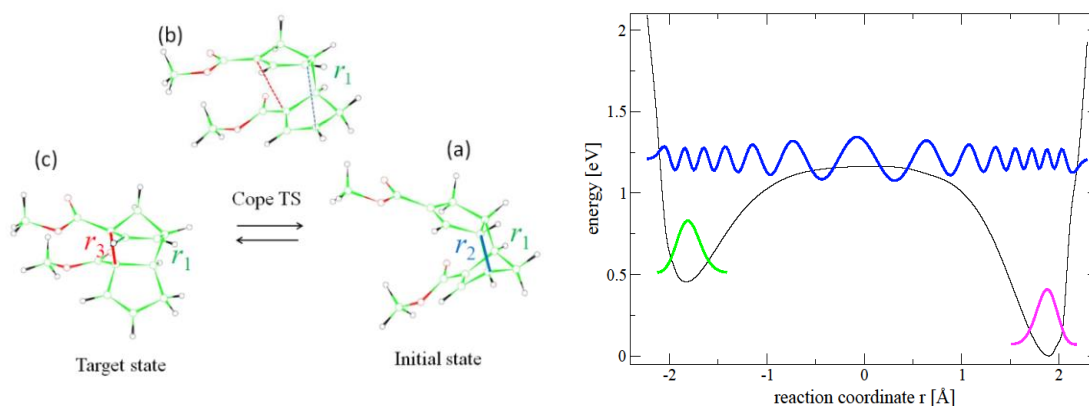 (b)
r1
(c)
(a)
Cope TS
r3
r1
r2
r1
Target state
Initial state
energy [eV]
2
1.5
1
0.5
0
-2
-1
0
1
2
reaction coordinate r [Å]